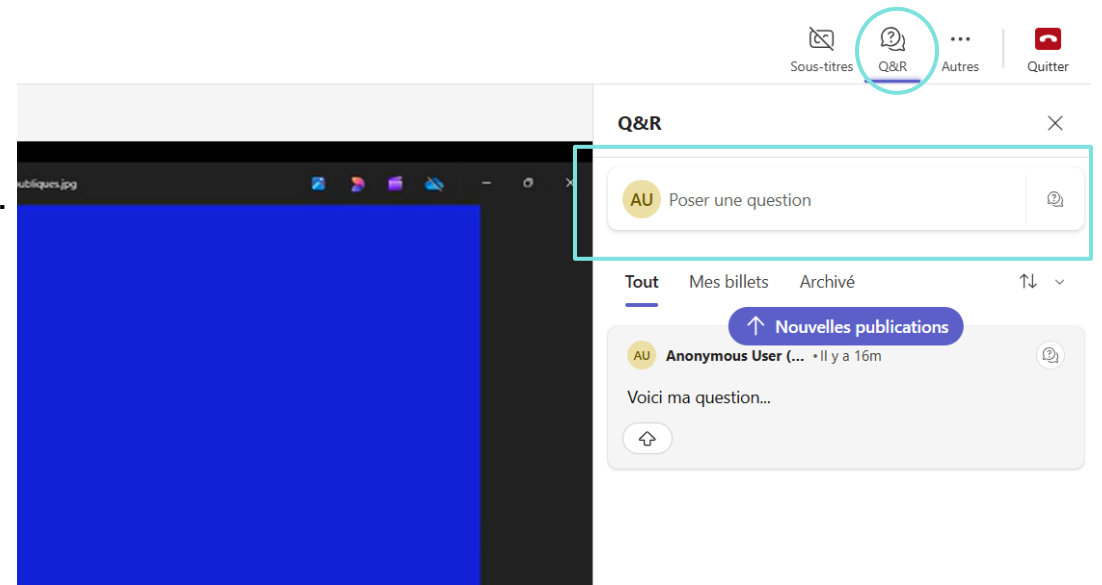 Sous-titres Q&R Autres Quitter
Q&R
ubliques.jpg
AU Poser une question
Tout Mes billets Archivé
Nouvelles publications
AU Anonymous User (... • Il y a 16m
Voici ma question...